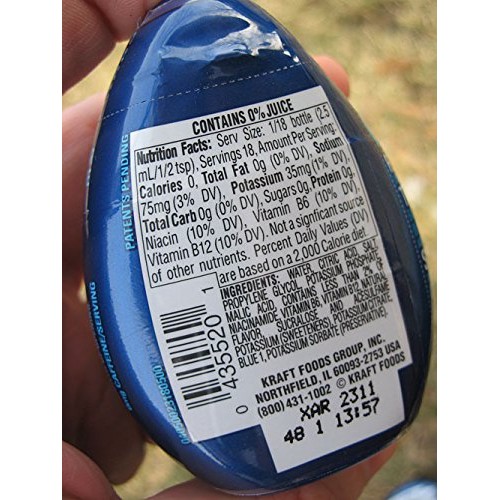 CONTAINS 0% JUICE
Nutrition Facts: Serv Size: 1/18 bottle (2.5
mL/1/2 tsp), Servings 18, Amount Per Serving:
Calories 0, Total Fat 0g (0% DV), Sodium
75mg (3% DV), Potassium 35mg (1% DV),
Total Carb 0g (0% DV), Sugars 0g, Protein 0g,
Niacin (10% DV), Vitamin B6 (10% DV),
Vitamin B12 (10% DV). Not a significant source
of other nutrients. Percent Daily Values (DV)
are based on a 2,000 Calorie diet.
INGREDIENTS: WATER, CITRIC ACID, SALT,
PROPYLENE GLYCOL, POTASSIUM PHOSPHATE,
MALIC ACID, CONTAINS LESS THAN 2% OF
NIACINAMIDE, VITAMIN B6, VITAMIN B12, NATURAL
FLAVOR, SUCRALOSE AND ACESULFAME
POTASSIUM (SWEETENERS), POTASSIUM CITRATE,
BLUE 1, POTASSIUM SORBATE (PRESERVATIVE).
KRAFT FOODS GROUP, INC.
NORTHFIELD, IL 60093-2753 USA
(800) 431-1002 © KRAFT FOODS
XAR 2311
48 1 13:57
0 435520 1
PATENTS PENDING
mg CAFFEINE/SERVING